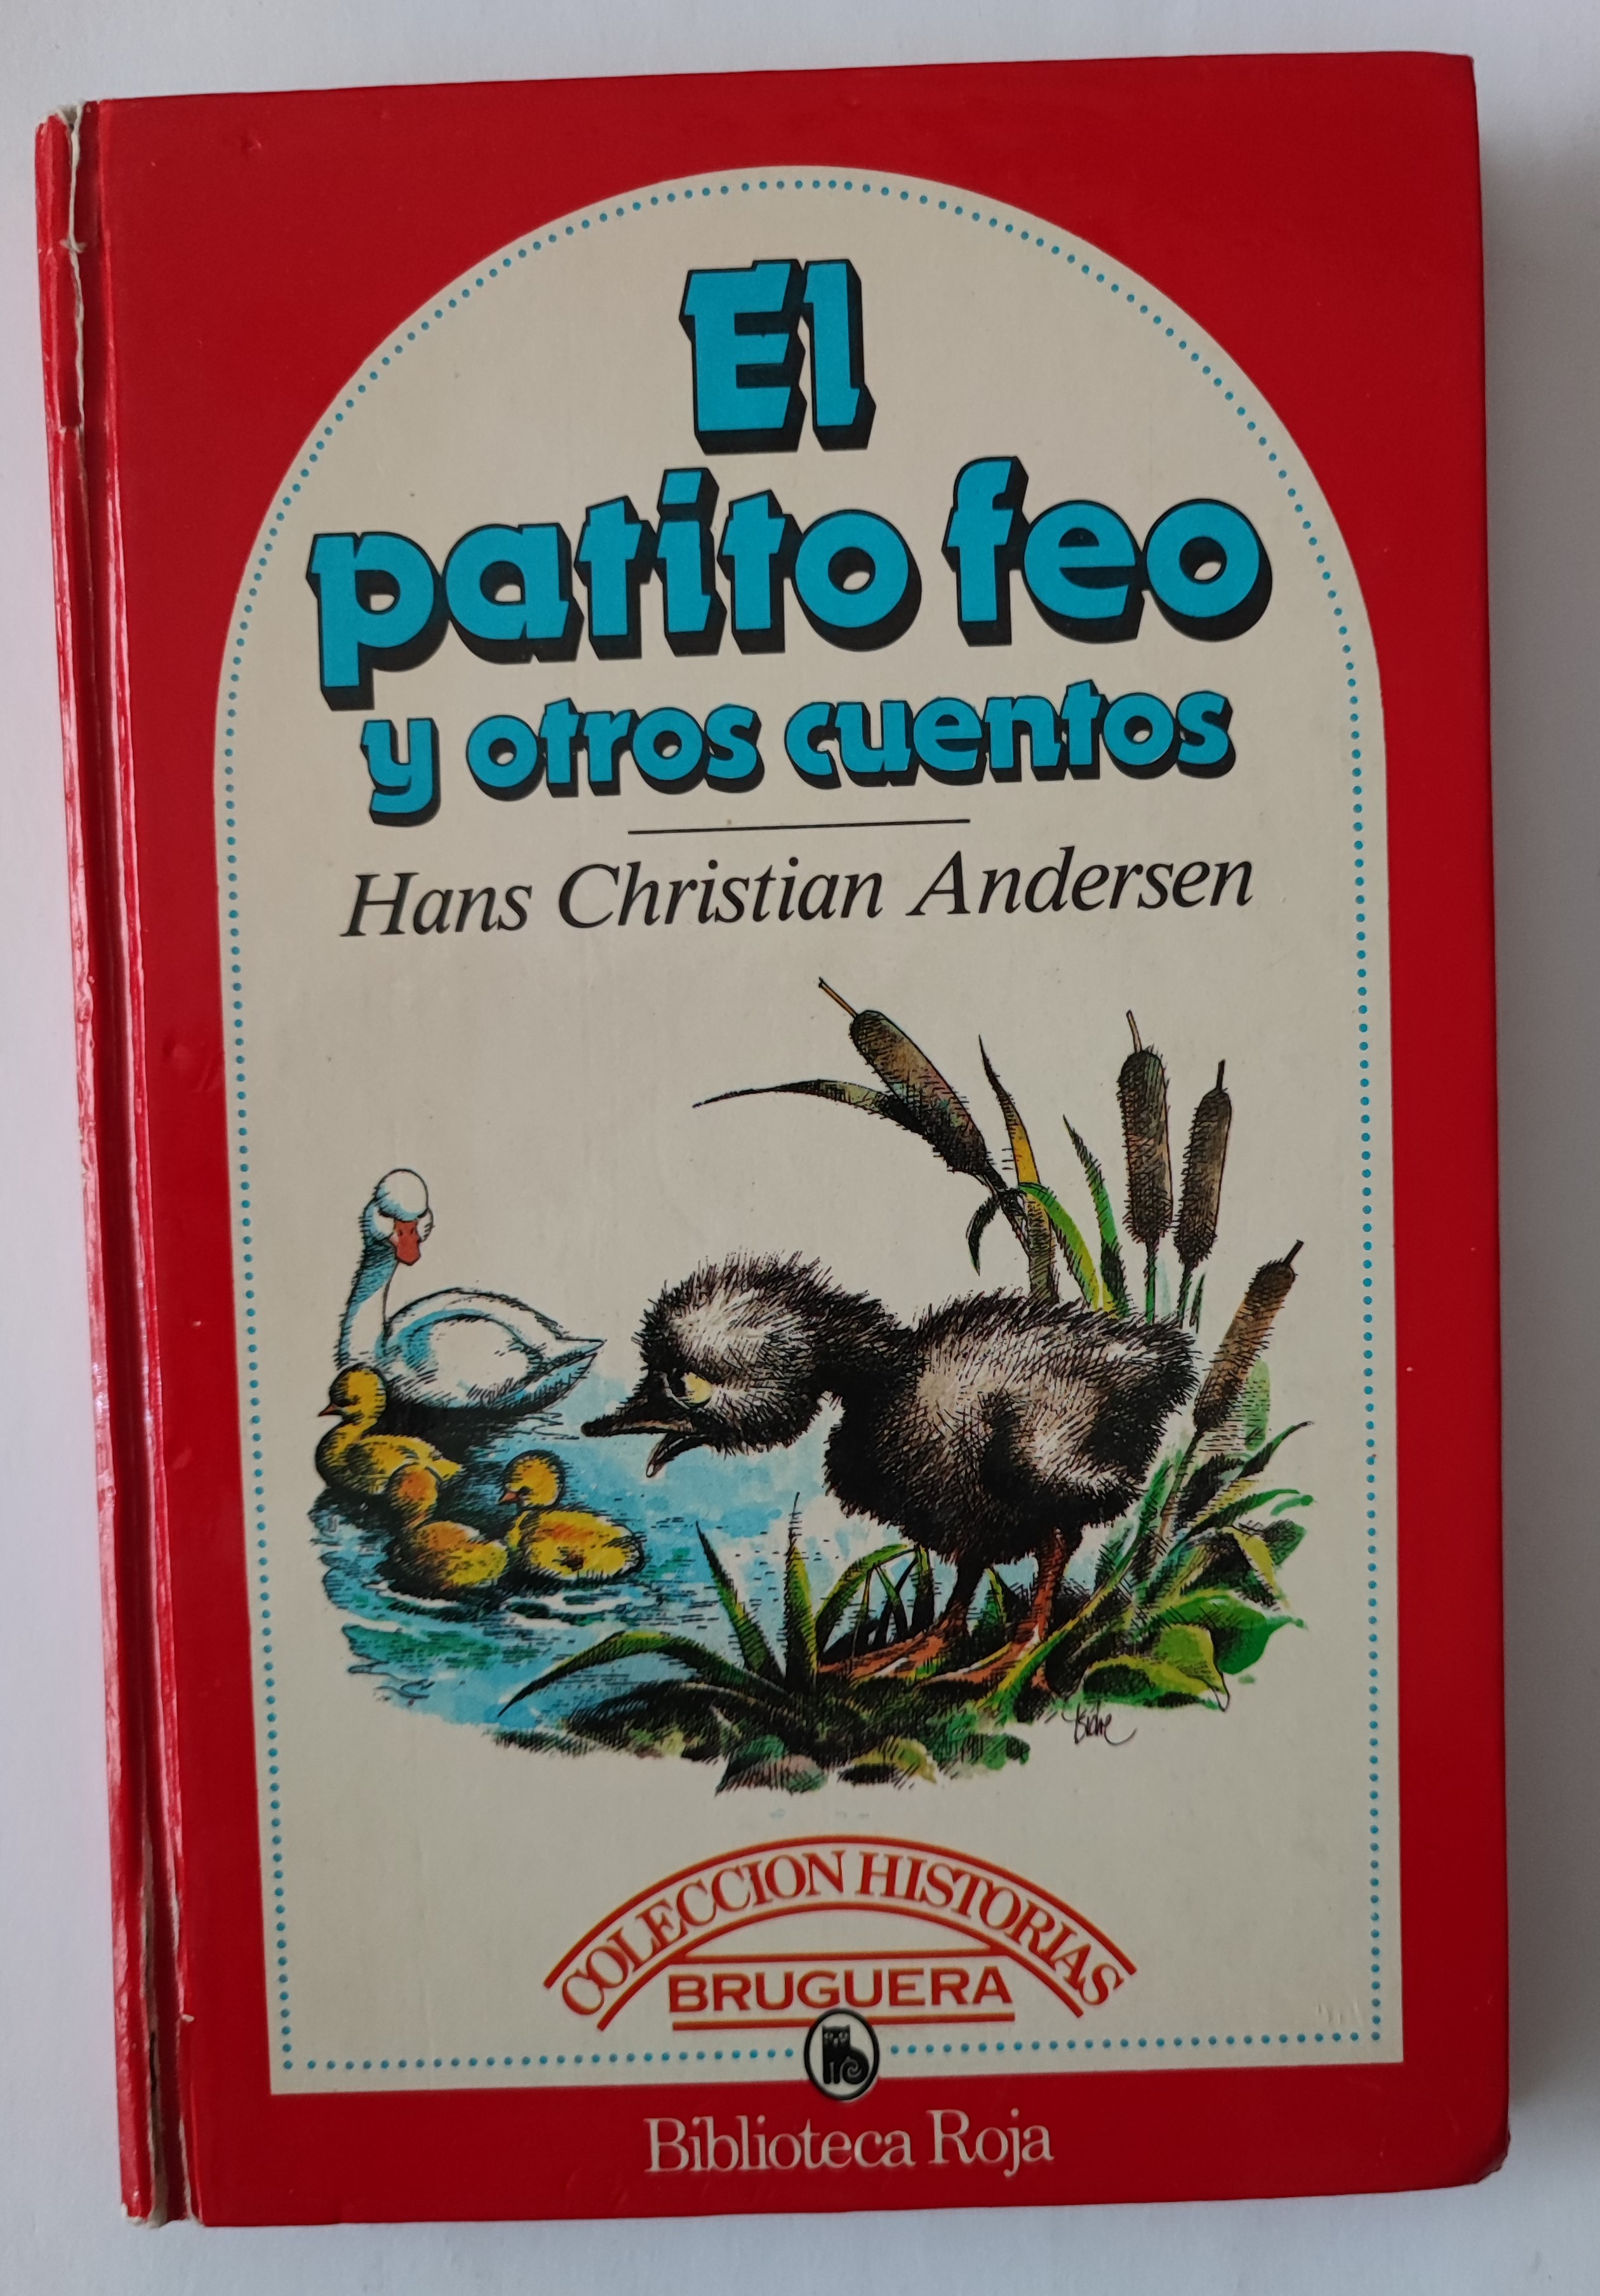 El
patito feo
y otros cuentos
Hans Christian Andersen
COLECCION HISTORIAS
BRUGUERA
Biblioteca Roja